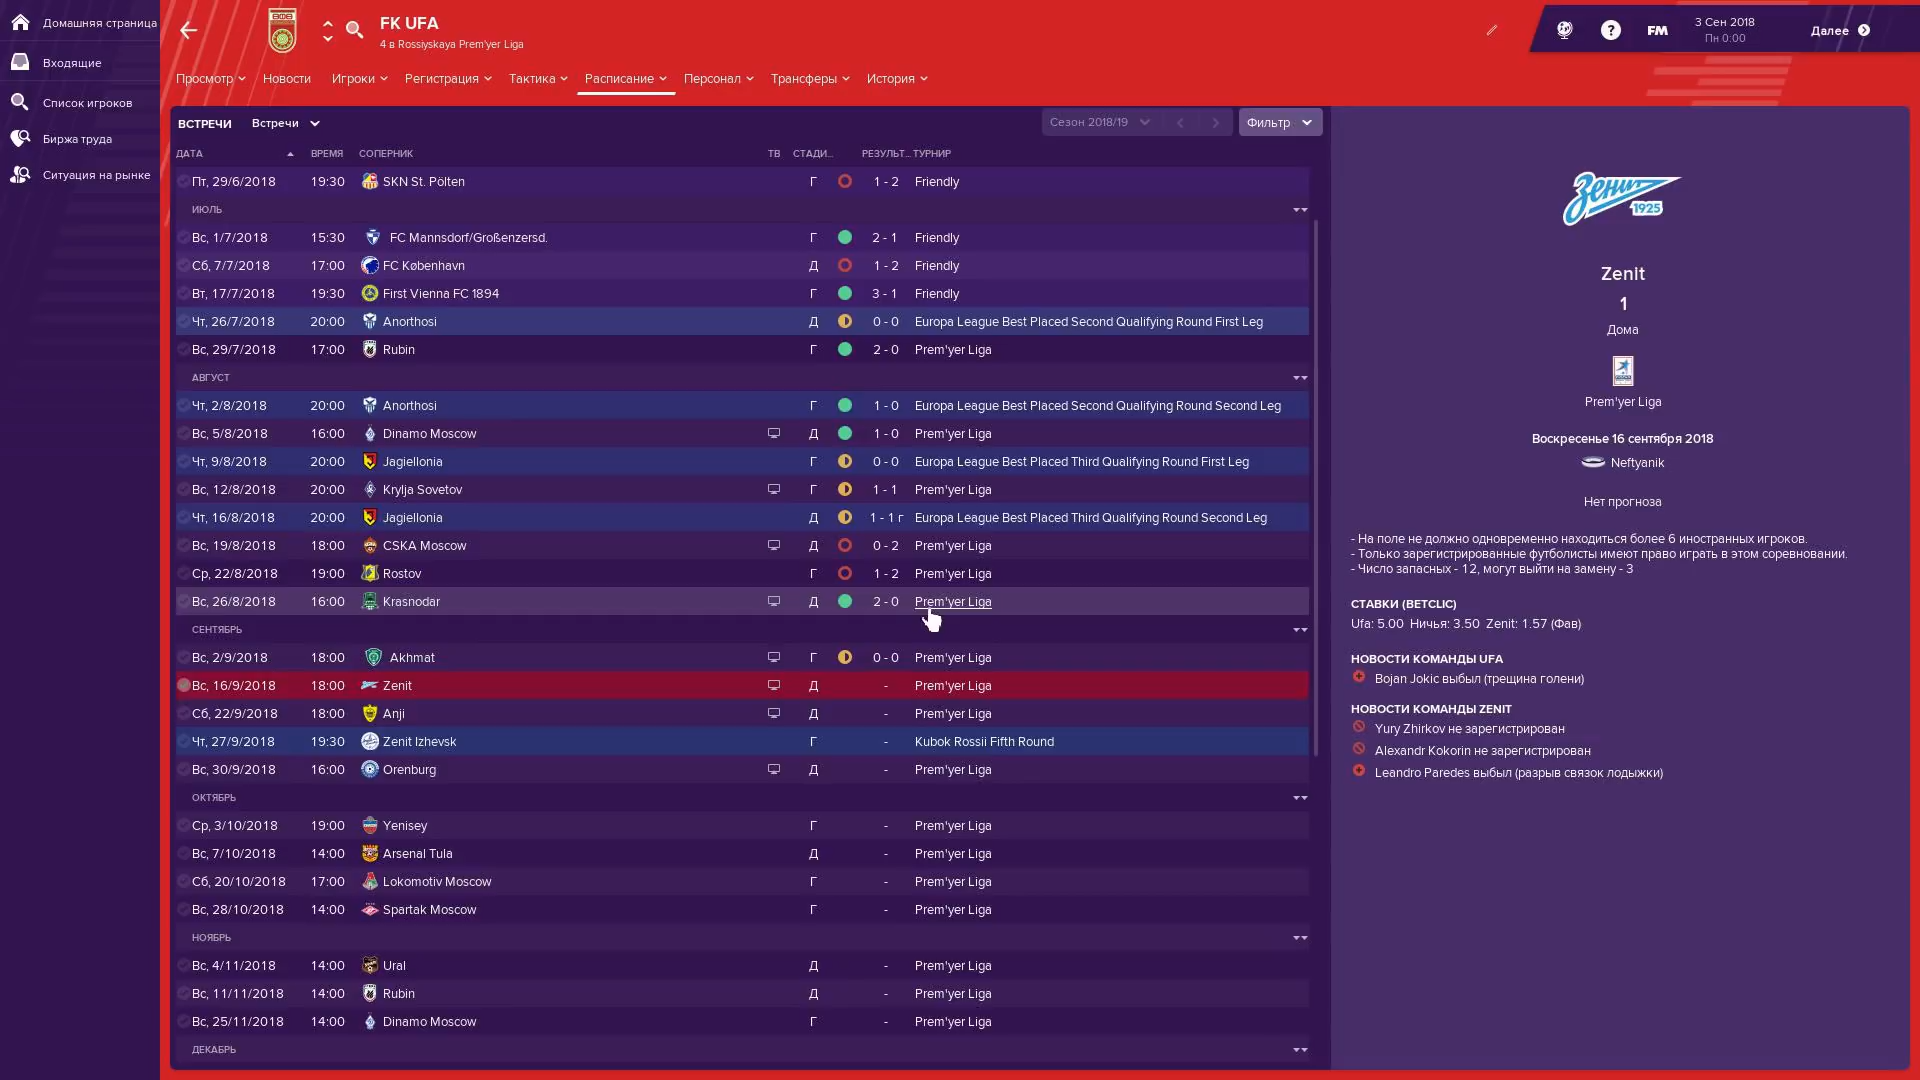 Домашняя страница
Входящие
Список игроков
Биржа труда
Ситуация на рынке
FK UFA
4 в Rossiyskaya Prem'yer Liga
FM
3 Сен 2018
Пн 0:00
Далее
Просмотр Новости Игроки Регистрация Тактика Расписание Персонал Трансферы История
ВСТРЕЧИ Встречи Сезон 2018/19 Фильтр
ДАТА ВРЕМЯ СОПЕРНИК ТВ СТАДИ... РЕЗУЛЬТ... ТУРНИР
Пт, 29/6/2018 19:30 SKN St. Pölten Г 1 - 2 Friendly
ИЮЛЬ
Вс, 1/7/2018 15:30 FC Mannsdorf/Großenzersd. Г 2 - 1 Friendly
Сб, 7/7/2018 17:00 FC København Д 1 - 2 Friendly
Вт, 17/7/2018 19:30 First Vienna FC 1894 Г 3 - 1 Friendly
Чт, 26/7/2018 20:00 Anorthosi Д 0 - 0 Europa League Best Placed Second Qualifying Round First Leg
Вс, 29/7/2018 17:00 Rubin Г 2 - 0 Prem'yer Liga
АВГУСТ
Чт, 2/8/2018 20:00 Anorthosi Г 1 - 0 Europa League Best Placed Second Qualifying Round Second Leg
Вс, 5/8/2018 16:00 Dinamo Moscow Д 1 - 0 Prem'yer Liga
Чт, 9/8/2018 20:00 Jagiellonia Г 0 - 0 Europa League Best Placed Third Qualifying Round First Leg
Вс, 12/8/2018 20:00 Krylja Sovetov Г 1 - 1 Prem'yer Liga
Чт, 16/8/2018 20:00 Jagiellonia Д 1 - 1 г Europa League Best Placed Third Qualifying Round Second Leg
Вс, 19/8/2018 18:00 CSKA Moscow Д 0 - 2 Prem'yer Liga
Ср, 22/8/2018 19:00 Rostov Г 1 - 2 Prem'yer Liga
Вс, 26/8/2018 16:00 Krasnodar Д 2 - 0 Prem'yer Liga
СЕНТЯБРЬ
Вс, 2/9/2018 18:00 Akhmat Г 0 - 0 Prem'yer Liga
Вс, 16/9/2018 18:00 Zenit Д - Prem'yer Liga
Сб, 22/9/2018 18:00 Anji Д - Prem'yer Liga
Чт, 27/9/2018 19:30 Zenit Izhevsk Г - Kubok Rossii Fifth Round
Вс, 30/9/2018 16:00 Orenburg Д - Prem'yer Liga
ОКТЯБРЬ
Ср, 3/10/2018 19:00 Yenisey Г - Prem'yer Liga
Вс, 7/10/2018 14:00 Arsenal Tula Д - Prem'yer Liga
Сб, 20/10/2018 17:00 Lokomotiv Moscow Г - Prem'yer Liga
Вс, 28/10/2018 14:00 Spartak Moscow Г - Prem'yer Liga
НОЯБРЬ
Вс, 4/11/2018 14:00 Ural Д - Prem'yer Liga
Вс, 11/11/2018 14:00 Rubin Д - Prem'yer Liga
Вс, 25/11/2018 14:00 Dinamo Moscow Г - Prem'yer Liga
ДЕКАБРЬ
Зенит
1925
Zenit
1
Дома
Prem'yer Liga
Воскресенье 16 сентября 2018
Neftyanik
Нет прогноза
- На поле не должно одновременно находиться более 6 иностранных игроков.
- Только зарегистрированные футболисты имеют право играть в этом соревновании.
- Число запасных - 12, могут выйти на замену - 3
СТАВКИ (BETCLIC)
Ufa: 5.00 Ничья: 3.50 Zenit: 1.57 (Фав)
НОВОСТИ КОМАНДЫ UFA
Bojan Jokic выбыл (трещина голени)
НОВОСТИ КОМАНДЫ ZENIT
Yury Zhirkov не зарегистрирован
Alexandr Kokorin не зарегистрирован
Leandro Paredes выбыл (разрыв связок лодыжки)